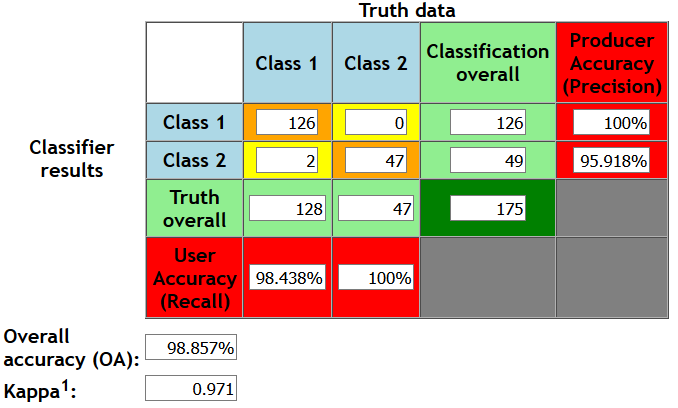 Truth data
Class 1 Class 2 Classification overall Producer Accuracy (Precision)
Classifier results
Class 1 126 0 126 100%
Class 2 2 47 49 95.918%
Truth overall 128 47 175
User Accuracy (Recall) 98.438% 100%
Overall accuracy (OA): 98.857%
Kappa1: 0.971